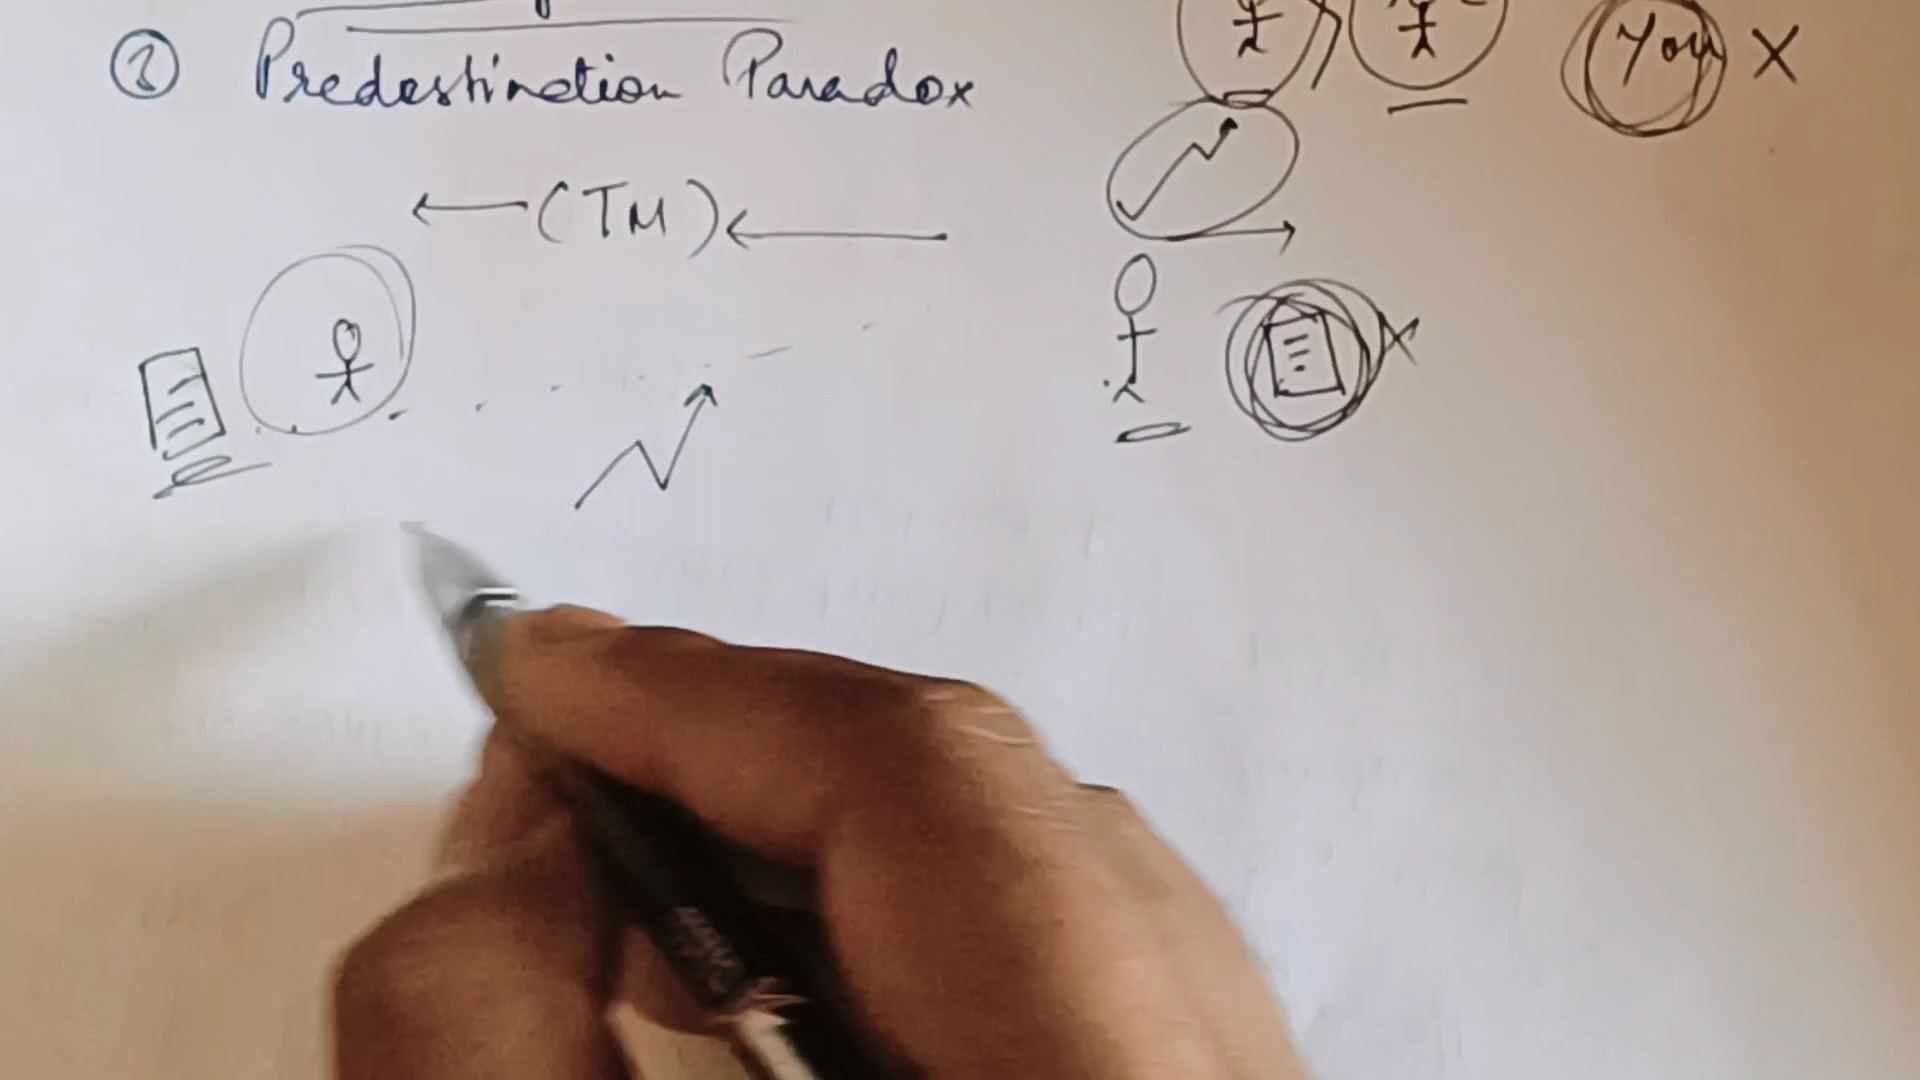 ② Predestination Paradox
You X
← (TM) ←
X